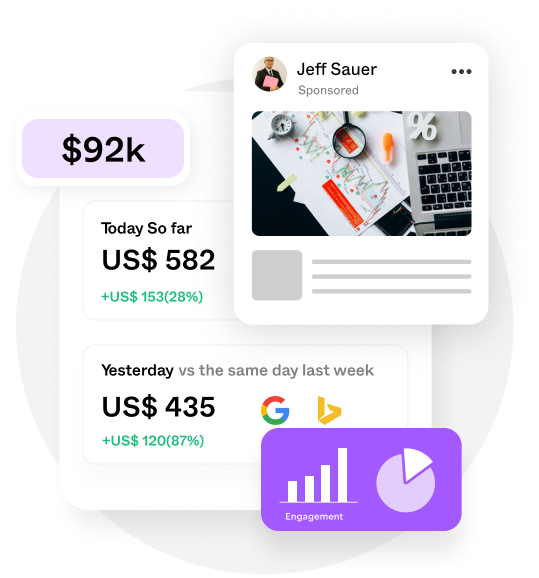 Jeff Sauer
Sponsored
%
$92k
Today So far
US$ 582
+US$ 153(28%)
Yesterday vs the same day last week
US$ 435
+US$ 120(87%)
Engagement